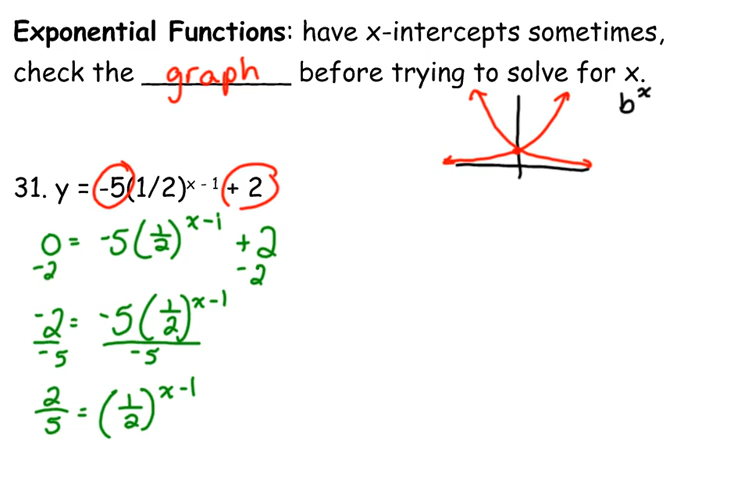 Exponential Functions: have x-intercepts sometimes,
check the graph before trying to solve for x.
bˣ
31. y = -5(1/2)ˣ ⁻ ¹ + 2
0 = -5(½)ˣ⁻¹ + 2
-2 -2
-2 = -5(½)ˣ⁻¹
-5 -5
2/5 = (½)ˣ⁻¹